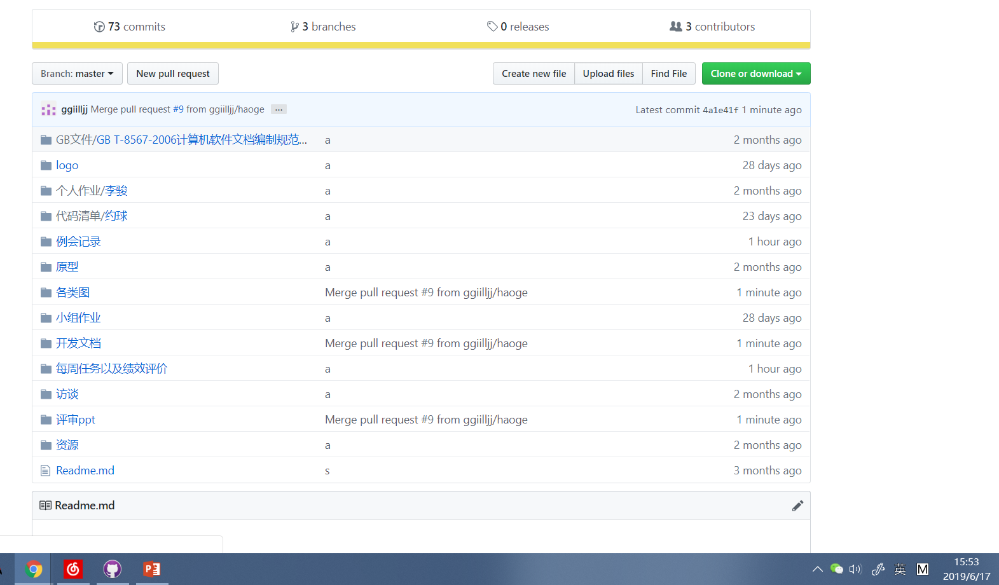 73 commits 3 branches 0 releases 3 contributors
Branch: master New pull request Create new file Upload files Find File Clone or download
ggiilljj Merge pull request #9 from ggiilljj/haoge ... Latest commit 4a1e41f 1 minute ago
GB文件/GB T-8567-2006计算机软件文档编制规范... a 2 months ago
logo a 28 days ago
个人作业/李骏 a 2 months ago
代码清单/约球 a 23 days ago
例会记录 a 1 hour ago
原型 a 2 months ago
各类图 Merge pull request #9 from ggiilljj/haoge 1 minute ago
小组作业 a 28 days ago
开发文档 Merge pull request #9 from ggiilljj/haoge 1 minute ago
每周任务以及绩效评价 a 1 hour ago
访谈 a 2 months ago
评审ppt Merge pull request #9 from ggiilljj/haoge 1 minute ago
资源 a 2 months ago
Readme.md s 3 months ago
Readme.md
P 英 M 15:53
2019/6/17